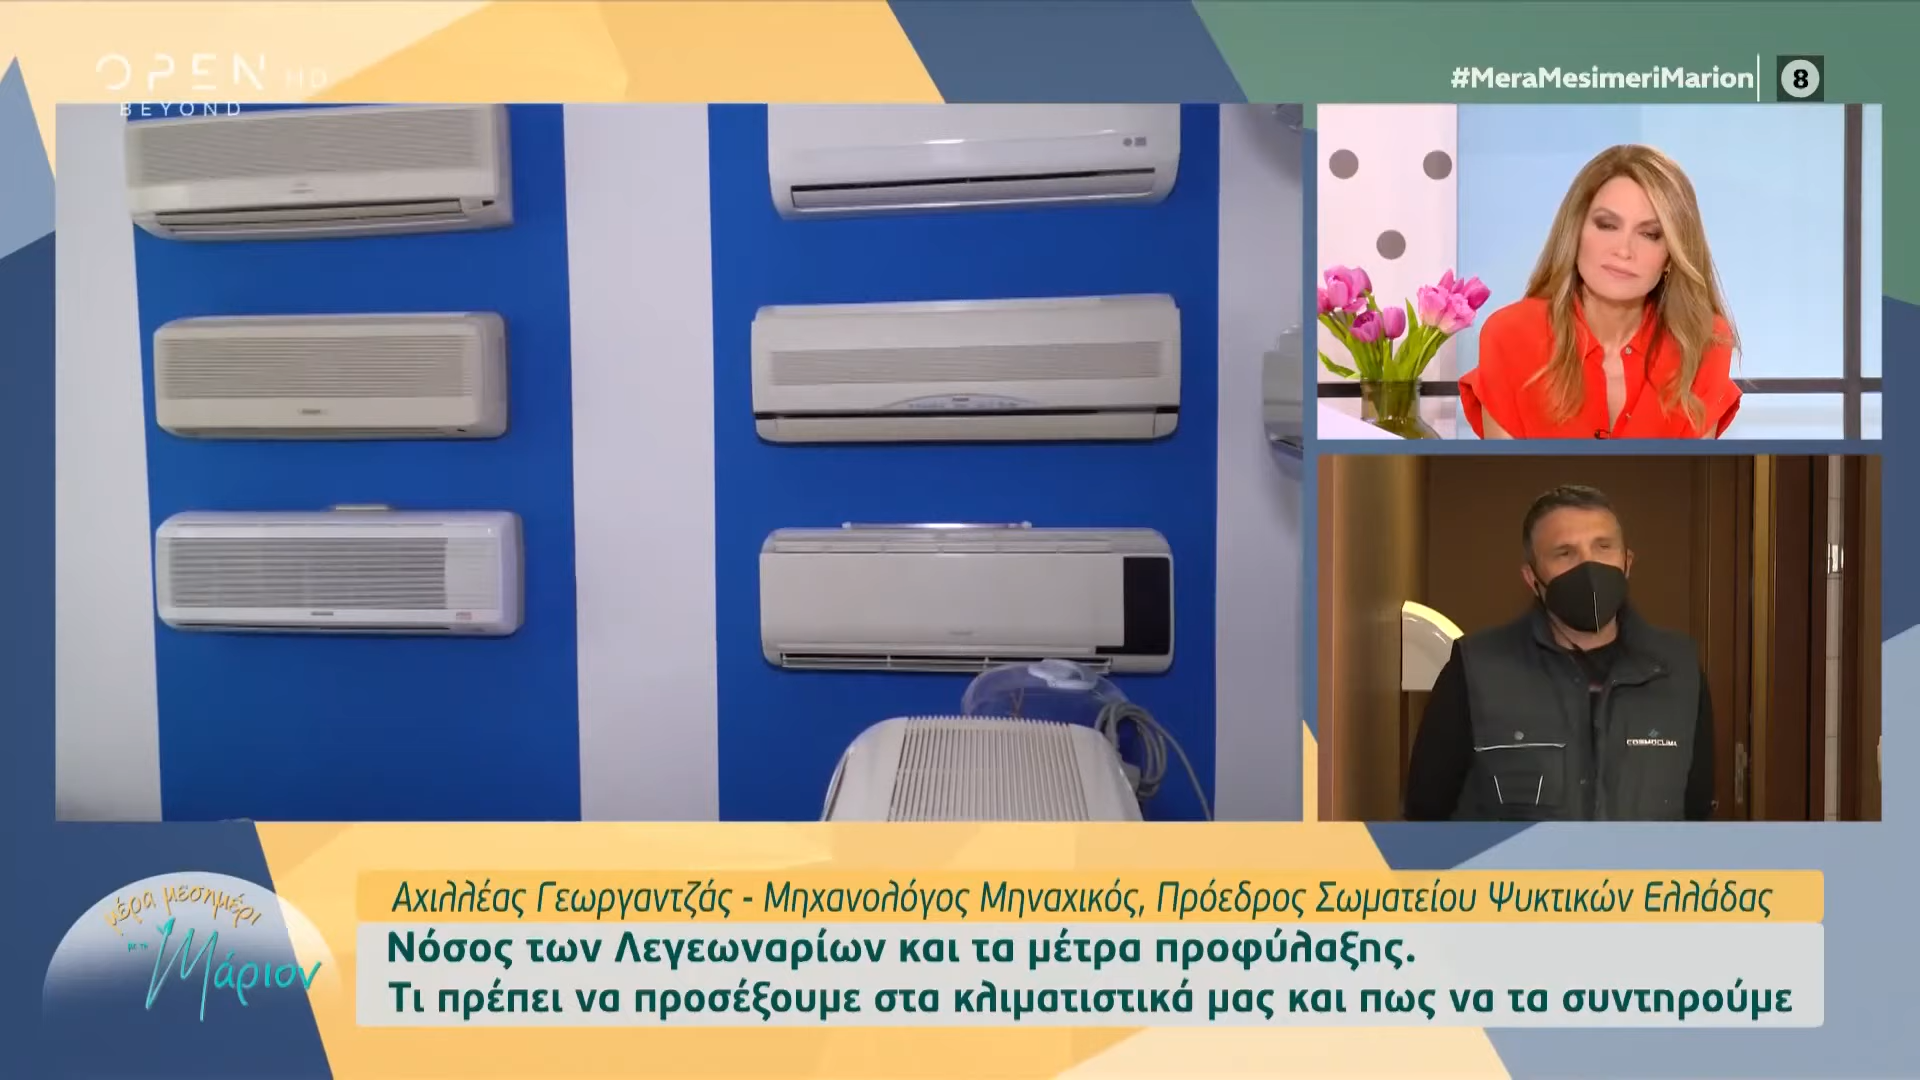 OPEN HD
BEYOND
#MeraMesimeriMarion
8
COSMOCLIMA
μέρα μεσημέρι
με τη
Μάριον
Αχιλλέας Γεωργαντζάς - Μηχανολόγος Μηναχικός, Πρόεδρος Σωματείου Ψυκτικών Ελλάδας
Νόσος των Λεγεωναρίων και τα μέτρα προφύλαξης.
Τι πρέπει να προσέξουμε στα κλιματιστικά μας και πως να τα συντηρούμε